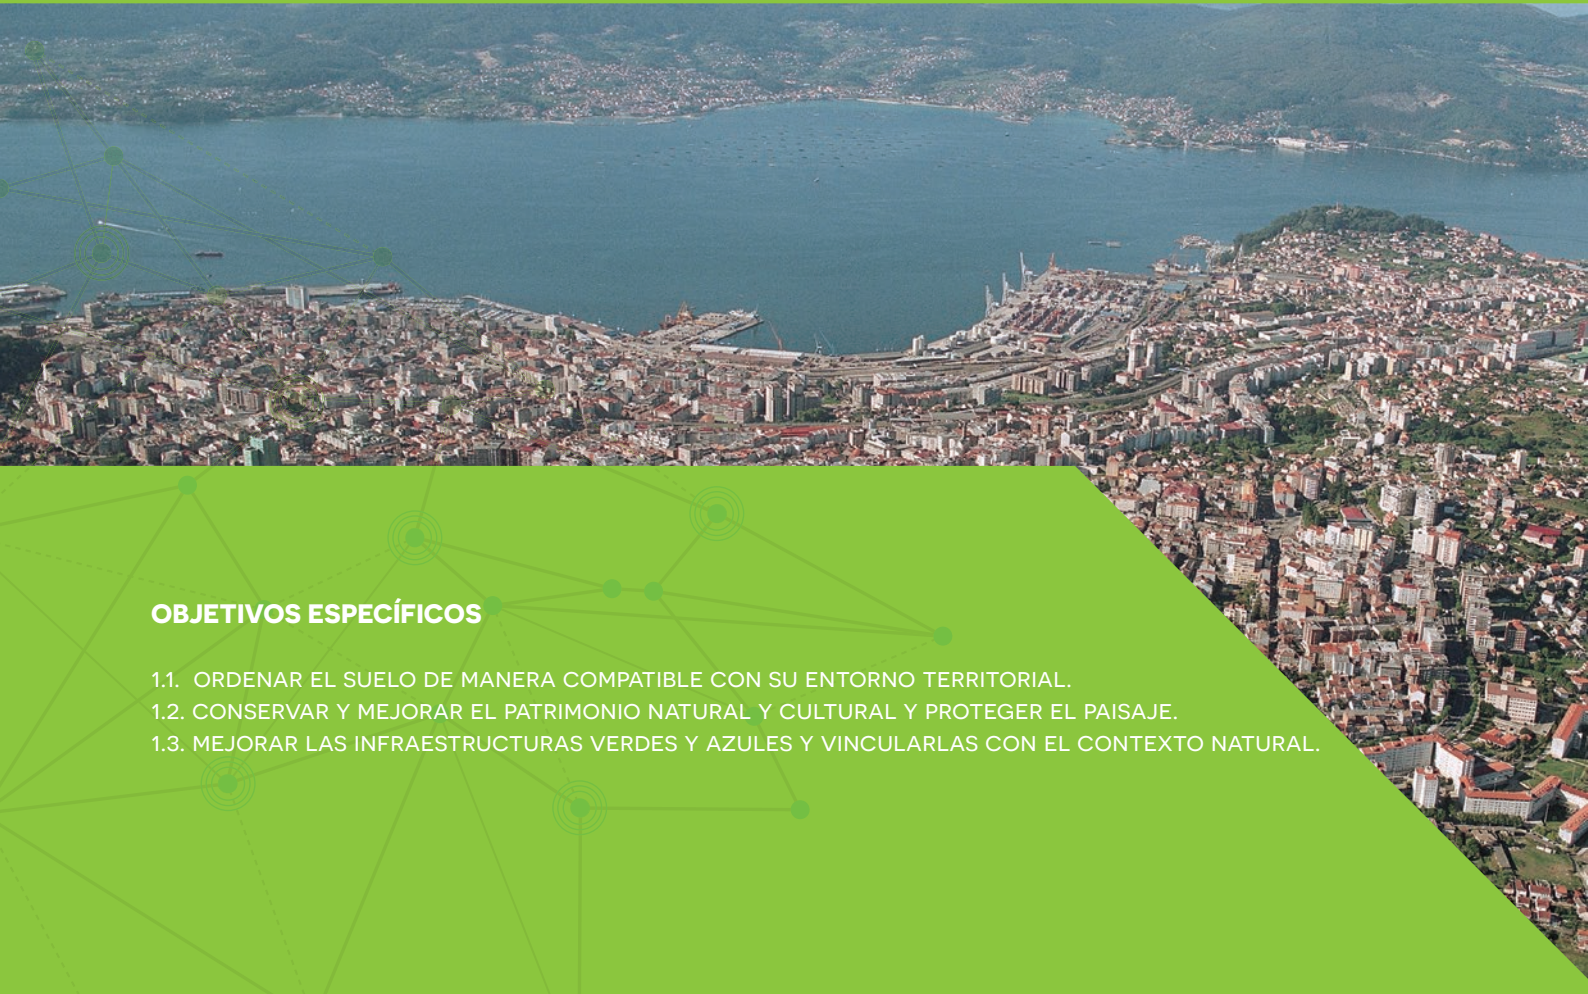 OBJETIVOS ESPECÍFICOS
1.1. ORDENAR EL SUELO DE MANERA COMPATIBLE CON SU ENTORNO TERRITORIAL.
1.2. CONSERVAR Y MEJORAR EL PATRIMONIO NATURAL Y CULTURAL Y PROTEGER EL PAISAJE.
1.3. MEJORAR LAS INFRAESTRUCTURAS VERDES Y AZULES Y VINCULARLAS CON EL CONTEXTO NATURAL.